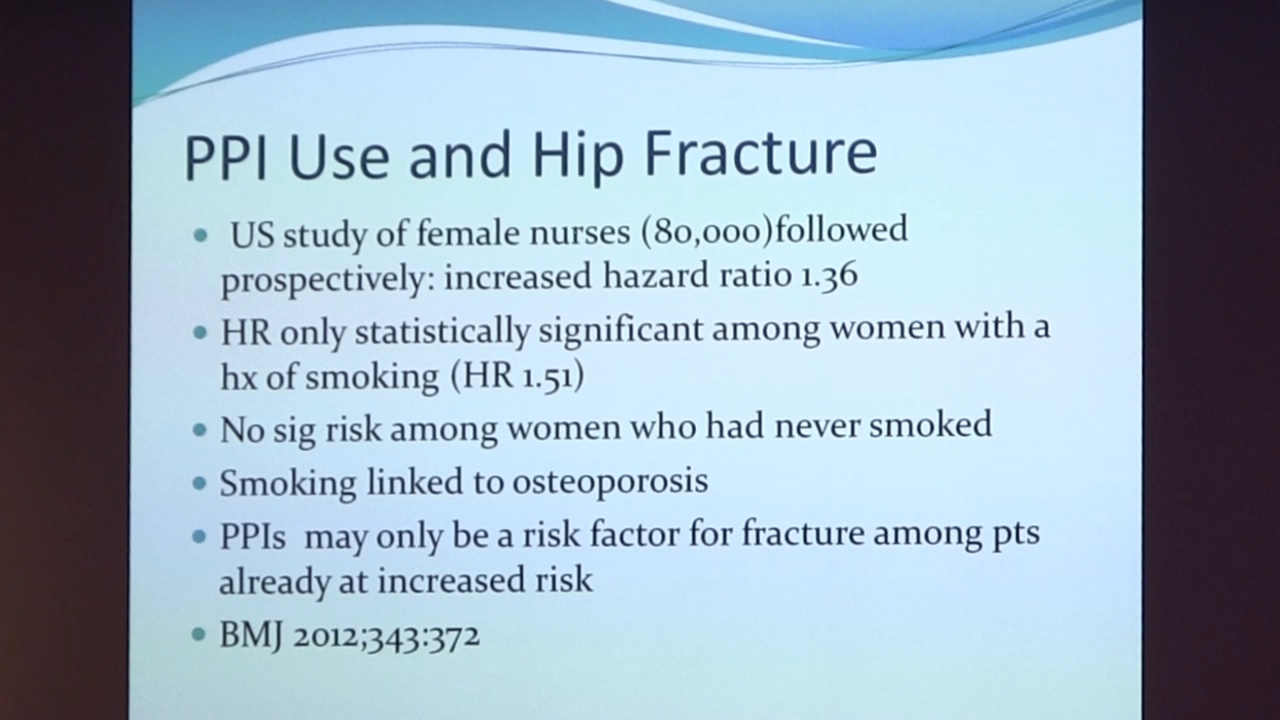 PPI Use and Hip Fracture
• US study of female nurses (80,000)followed
prospectively: increased hazard ratio 1.36
• HR only statistically significant among women with a
hx of smoking (HR 1.51)
• No sig risk among women who had never smoked
• Smoking linked to osteoporosis
• PPIs may only be a risk factor for fracture among pts
already at increased risk
• BMJ 2012;343:372